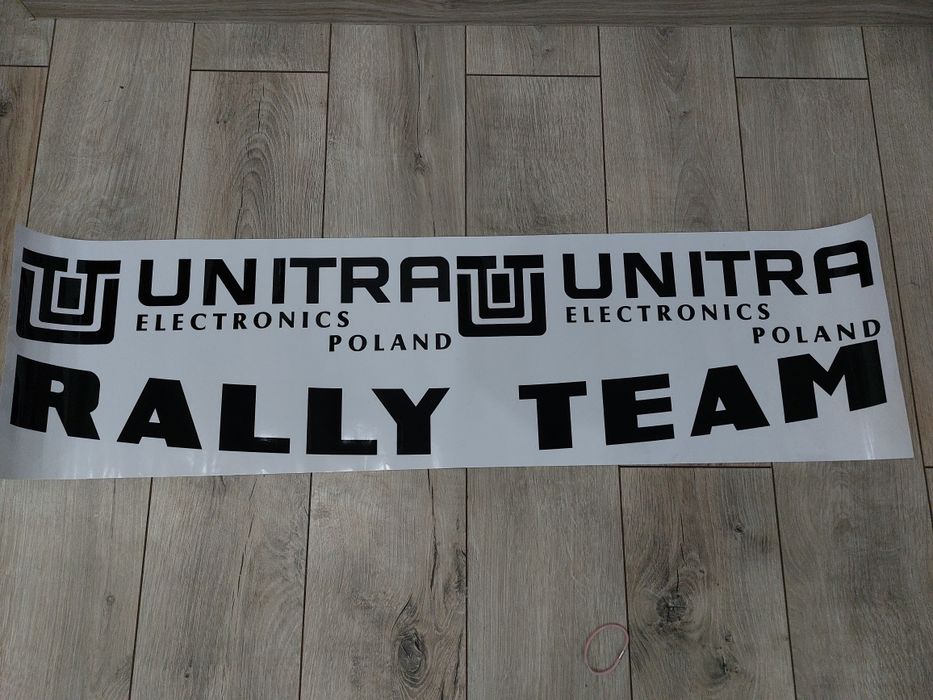 UNITRA UNITRA
ELECTRONICS ELECTRONICS
POLAND POLAND
RALLY TEAM